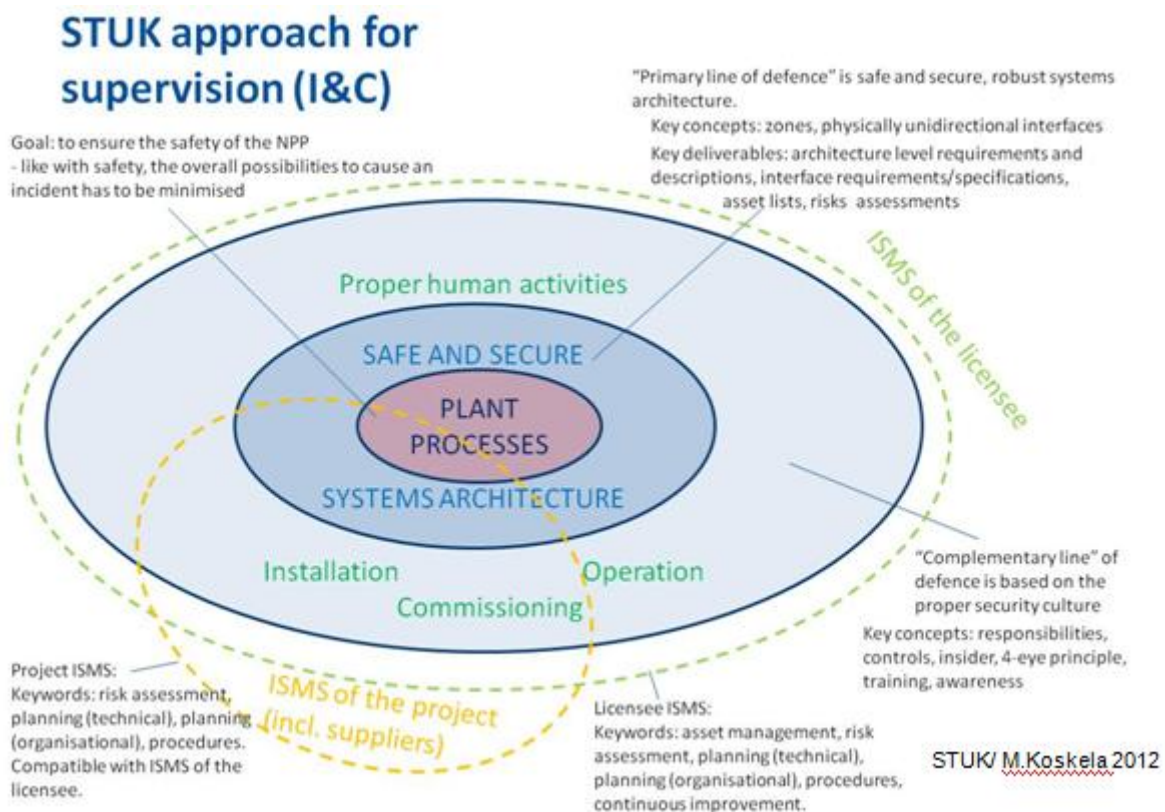 STUK approach for
supervision (I&C)
Goal: to ensure the safety of the NPP
- like with safety, the overall possibilities to cause an
incident has to be minimised
"Primary line of defence" is safe and secure, robust systems
architecture.
Key concepts: zones, physically unidirectional interfaces
Key deliverables: architecture level requirements and
descriptions, interface requirements/specifications,
asset lists, risks assessments
ISMS of the licensee
Proper human activities
SAFE AND SECURE
PLANT
PROCESSES
SYSTEMS ARCHITECTURE
Installation
Operation
Commissioning
"Complementary line" of
defence is based on the
proper security culture
Key concepts: responsibilities,
controls, insider, 4-eye principle,
training, awareness
Project ISMS:
Keywords: risk assessment,
planning (technical), planning
(organisational), procedures.
Compatible with ISMS of the
licensee.
ISMS of the project
(incl. suppliers)
Licensee ISMS:
Keywords: asset management, risk
assessment, planning (technical),
planning (organisational), procedures,
continuous improvement.
STUK/ M.Koskela 2012